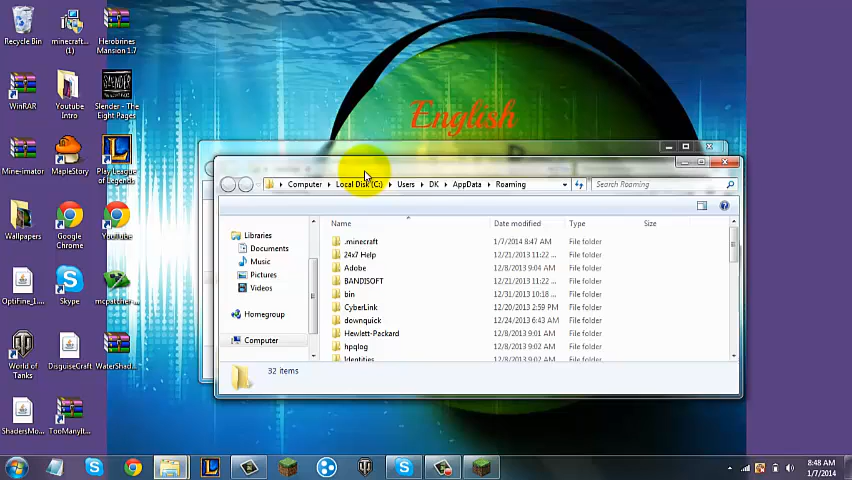 Recycle Bin
minecraft...
(1)
Herobrines
Mansion 1.7
WinRAR
Youtube
Intro
SLENDER
Slender - The
Eight Pages
Mine-imator
MapleStory
Play League
of Legends
Wallpapers
Google
Chrome
YouTube
OptiFine_1....
Skype
mcpatcher-...
World of
Tanks
DisguiseCraft
WaterShad...
ShadersMo...
TooManyIt...
English
Computer
Local Disk (C:)
Users
DK
AppData
Roaming
Search Roaming
Name
Date modified
Type
Size
Libraries
Documents
Music
Pictures
Videos
Homegroup
Computer
.minecraft 1/7/2014 8:47 AM File folder
24x7 Help 12/21/2013 11:22 ... File folder
Adobe 12/8/2013 9:04 AM File folder
BANDISOFT 12/21/2013 11:22 ... File folder
bin 12/31/2013 10:18 ... File folder
CyberLink 12/20/2013 2:59 PM File folder
downquick 12/24/2013 6:43 AM File folder
Hewlett-Packard 12/8/2013 9:01 AM File folder
hpqlog 12/8/2013 9:02 AM File folder
Identities 12/8/2013 9:02 AM File folder
32 items
8:48 AM
1/7/2014